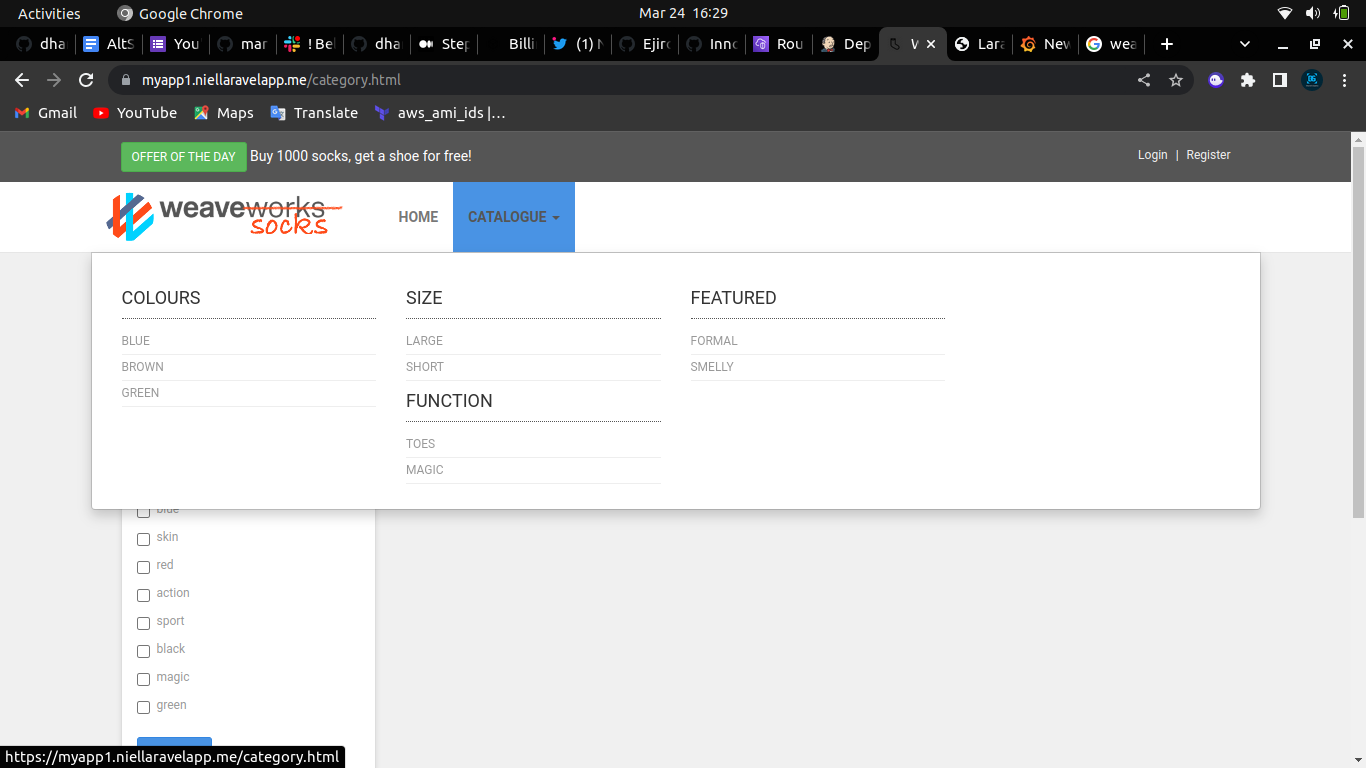 Activities Google Chrome Mar 24 16:29
dha AltS You mar ! Be dha Step Billi (1) N Ejiro Inno Rou Dep W Lara New wea
myapp1.niellaravelapp.me/category.html
Gmail YouTube Maps Translate aws_ami_ids |...
OFFER OF THE DAY Buy 1000 socks, get a shoe for free! Login | Register
weaveworks
socks
HOME CATALOGUE
COLOURS SIZE FEATURED
BLUE LARGE FORMAL
BROWN SHORT SMELLY
GREEN
FUNCTION
TOES
MAGIC
blue
skin
red
action
sport
black
magic
green
https://myapp1.niellaravelapp.me/category.html